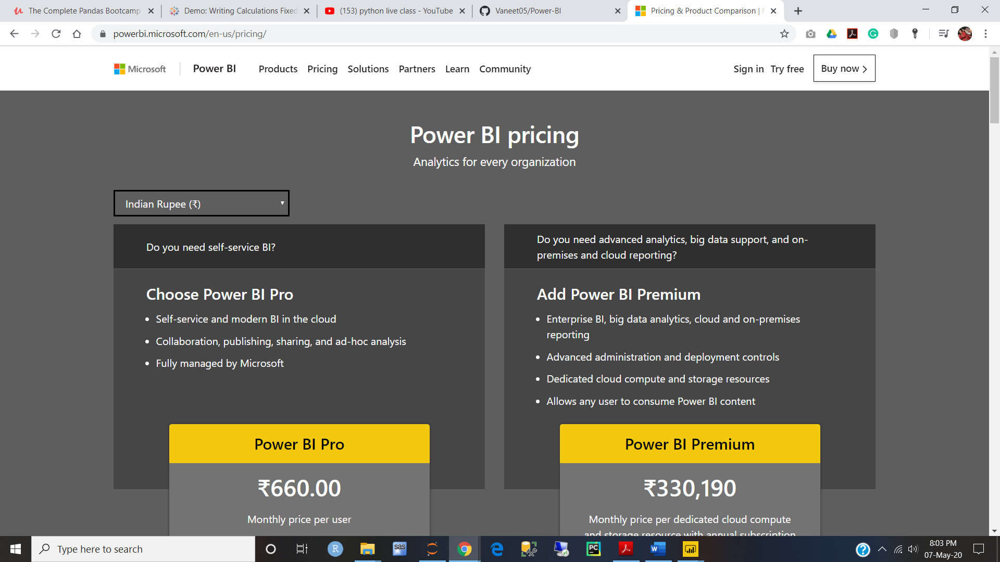 The Complete Pandas Bootcamp
Demo: Writing Calculations Fixed
(153) python live class - YouTube
Vaneet05/Power-BI
Pricing & Product Comparison |
powerbi.microsoft.com/en-us/pricing/
Microsoft
Power BI
Products Pricing Solutions Partners Learn Community
Sign in Try free Buy now
Power BI pricing
Analytics for every organization
Indian Rupee (₹)
Do you need self-service BI?
Choose Power BI Pro
• Self-service and modern BI in the cloud
• Collaboration, publishing, sharing, and ad-hoc analysis
• Fully managed by Microsoft
Power BI Pro
₹660.00
Monthly price per user
Do you need advanced analytics, big data support, and on-
premises and cloud reporting?
Add Power BI Premium
• Enterprise BI, big data analytics, cloud and on-premises
reporting
• Advanced administration and deployment controls
• Dedicated cloud compute and storage resources
• Allows any user to consume Power BI content
Power BI Premium
₹330,190
Monthly price per dedicated cloud compute
and storage resource with annual subscription
Type here to search
R
sas
PC
W
8:03 PM
07-May-20